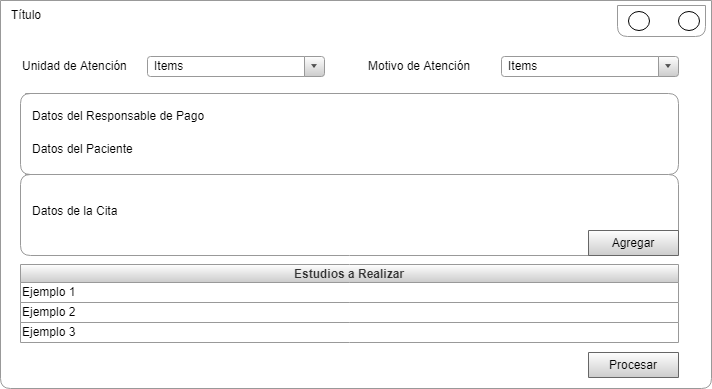 Título
Unidad de Atención
Items
Motivo de Atención
Items
Datos del Responsable de Pago
Datos del Paciente
Datos de la Cita
Agregar
Estudios a Realizar
Ejemplo 1
Ejemplo 2
Ejemplo 3
Procesar